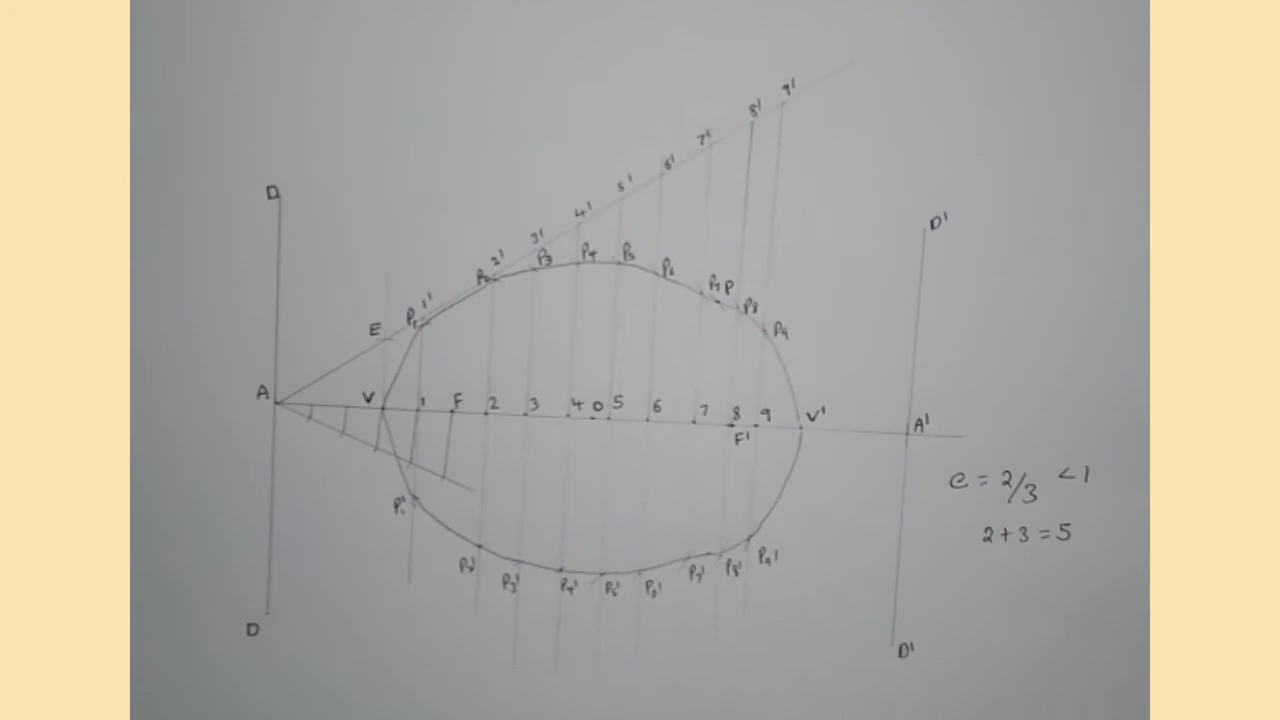 9'
8'
7'
6'
5'
4'
3'
2'
1'
D
D'
P2 P3 P4 P5 P6 P7 P P8 P9
E P1
A V 1 F 2 3 4 O 5 6 7 8 9 V' A'
F'
e = 2/3 < 1
2+3 = 5
P1'
P2' P3' P4' P5' P6' P7' P8' P9'
D
D'